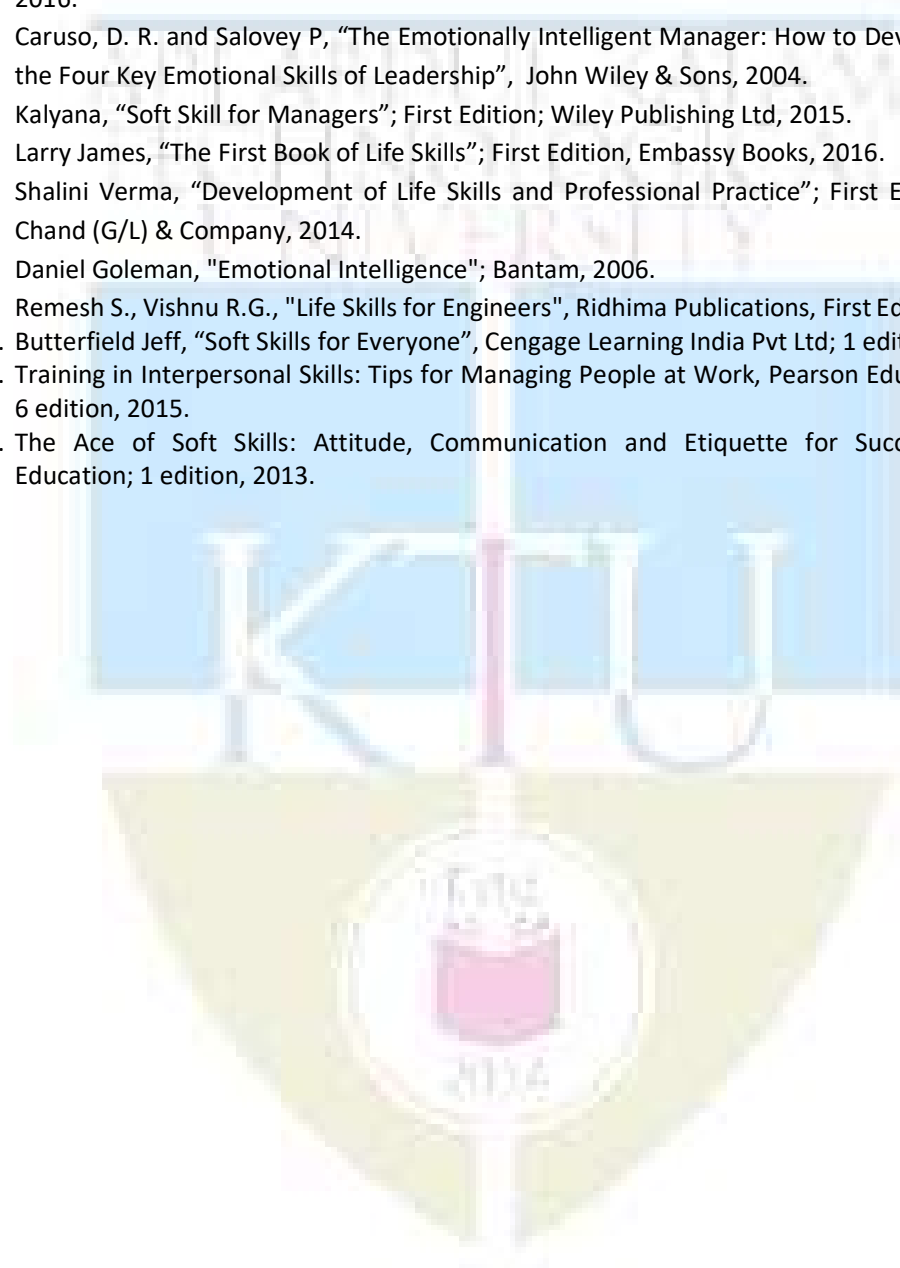 2016.
Caruso, D. R. and Salovey P, “The Emotionally Intelligent Manager: How to Dev
the Four Key Emotional Skills of Leadership”, John Wiley & Sons, 2004.
Kalyana, “Soft Skill for Managers”; First Edition; Wiley Publishing Ltd, 2015.
Larry James, “The First Book of Life Skills”; First Edition, Embassy Books, 2016.
Shalini Verma, “Development of Life Skills and Professional Practice”; First E
Chand (G/L) & Company, 2014.
Daniel Goleman, "Emotional Intelligence"; Bantam, 2006.
Remesh S., Vishnu R.G., "Life Skills for Engineers", Ridhima Publications, First Ed
. Butterfield Jeff, “Soft Skills for Everyone”, Cengage Learning India Pvt Ltd; 1 edit
. Training in Interpersonal Skills: Tips for Managing People at Work, Pearson Edu
6 edition, 2015.
. The Ace of Soft Skills: Attitude, Communication and Etiquette for Succ
Education; 1 edition, 2013.
KTU
Estd
2014